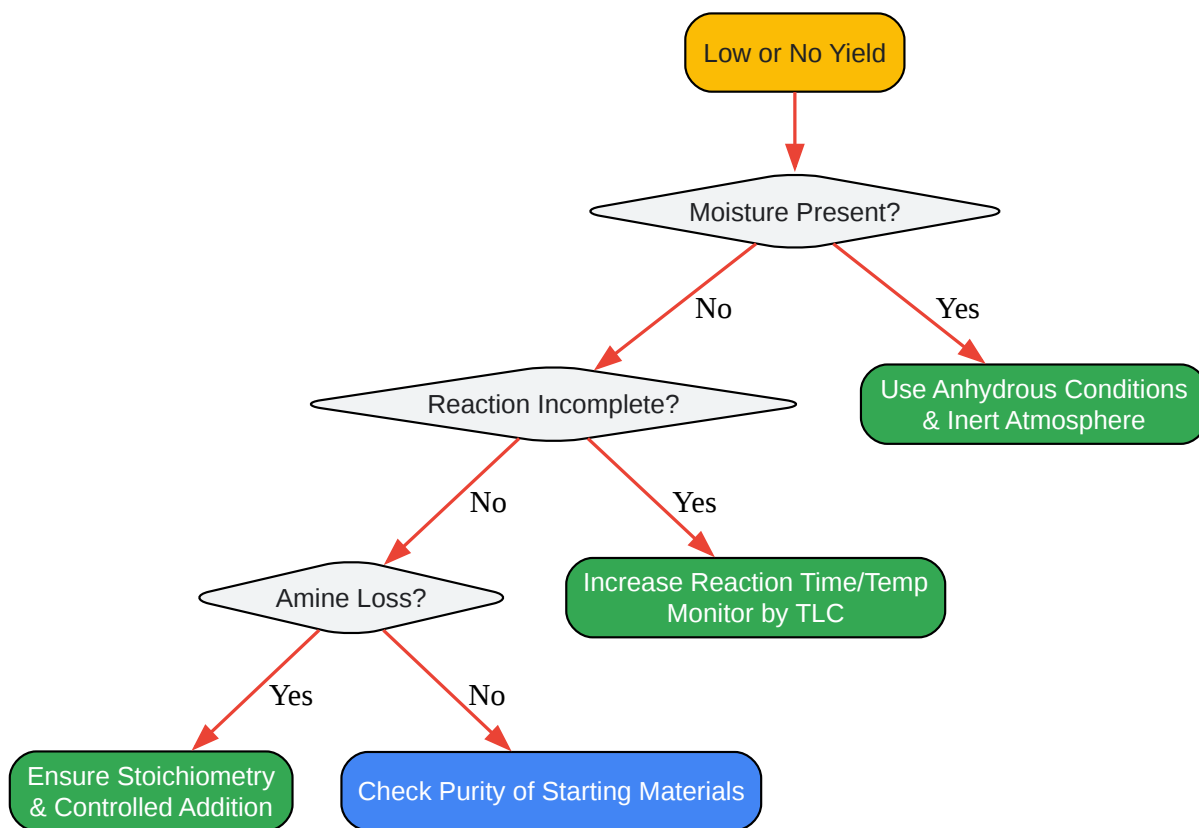 Low or No Yield
Moisture Present?
No
Yes
Use Anhydrous Conditions
& Inert Atmosphere
Reaction Incomplete?
No
Yes
Increase Reaction Time/Temp
Monitor by TLC
Amine Loss?
Yes
No
Ensure Stoichiometry
& Controlled Addition
Check Purity of Starting Materials